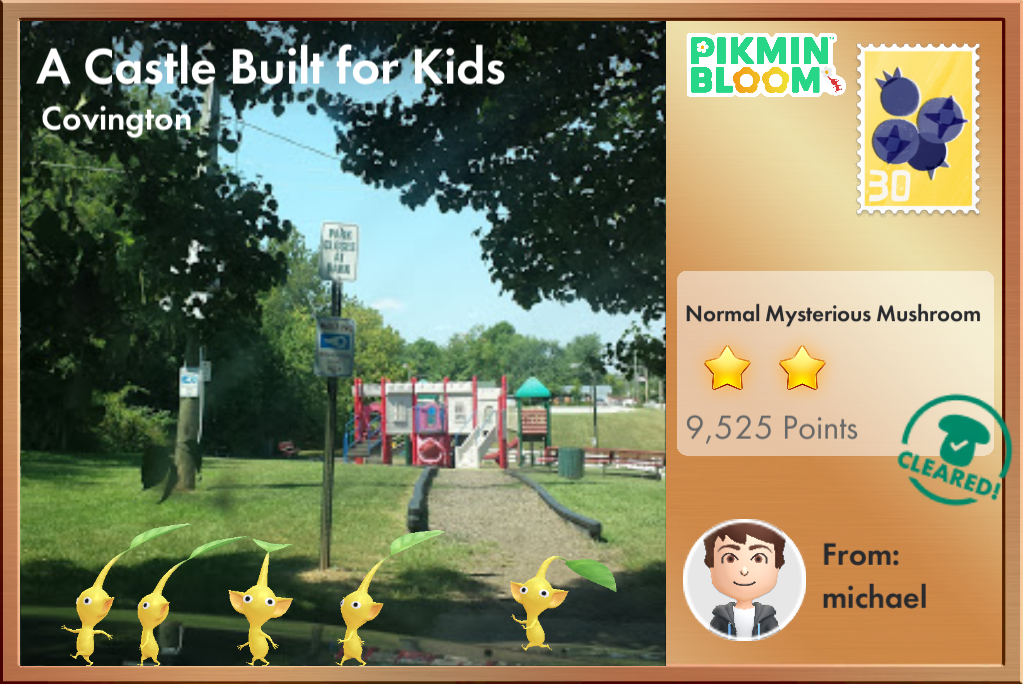 A Castle Built for Kids
Covington
PIKMIN
BLOOM
30
Normal Mysterious Mushroom
9,525 Points
CLEARED!
From:
michael
PARK
CLOSES
AT
DARK